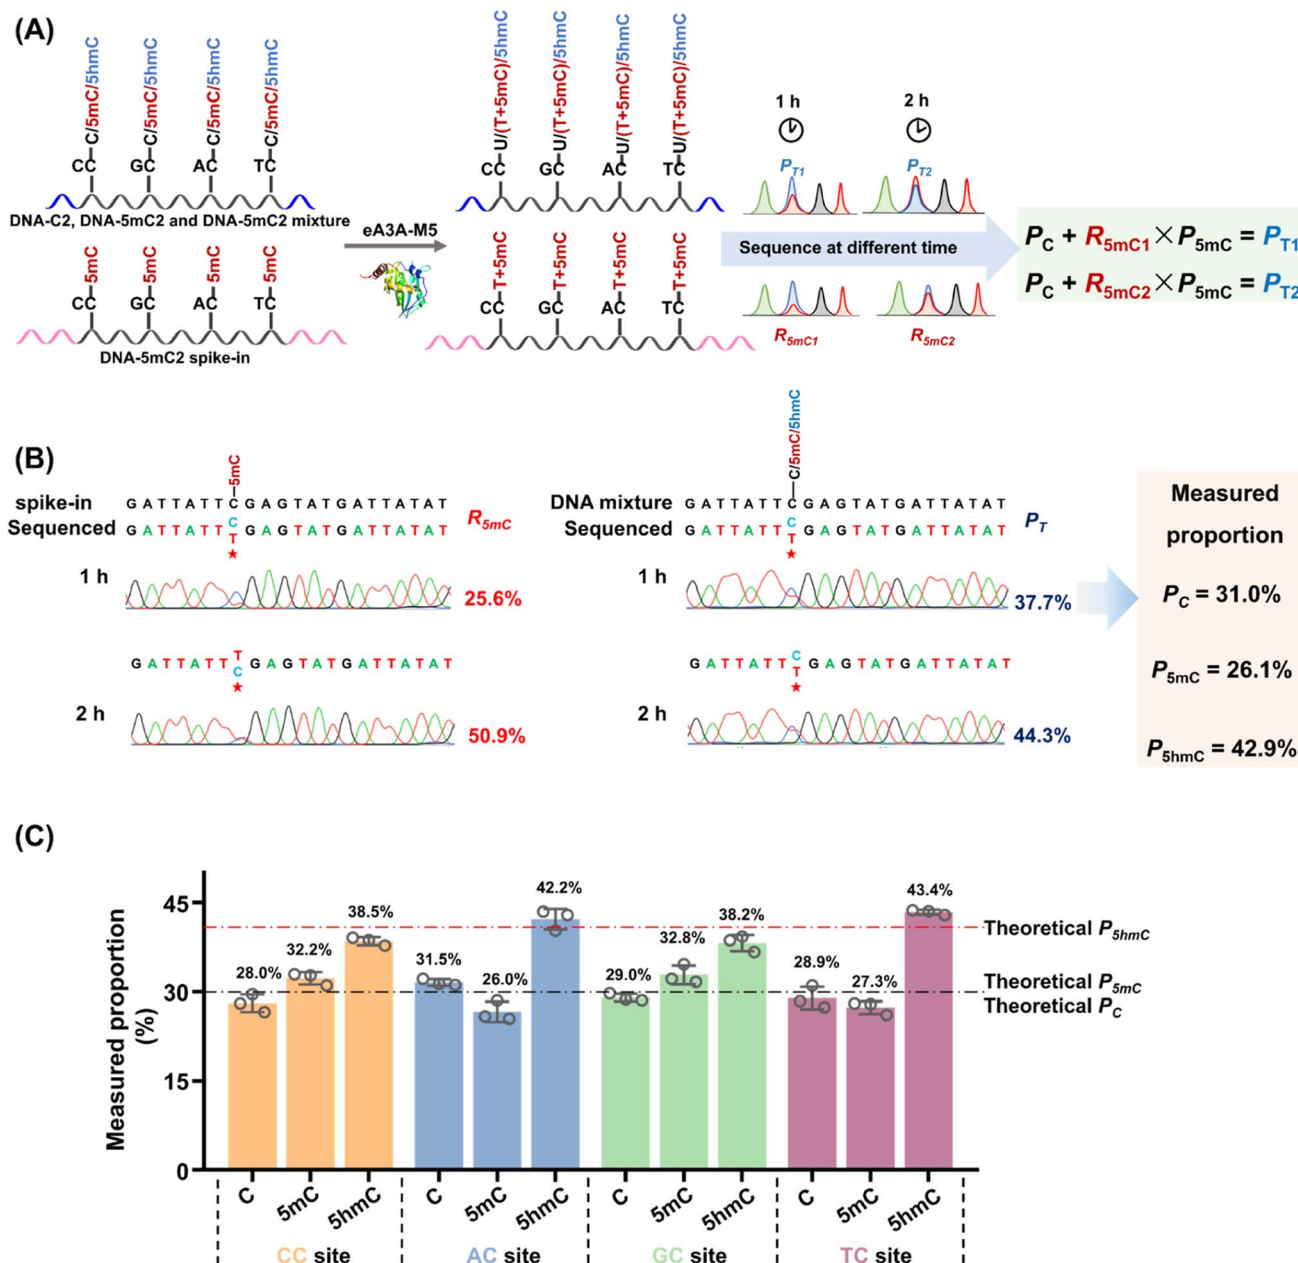 (A)
C/5mC/5hmC C/5mC/5hmC C/5mC/5hmC C/5mC/5hmC
CC GC AC TC
DNA-C2, DNA-5mC2 and DNA-5mC2 mixture
5mC 5mC 5mC 5mC
CC GC AC TC
DNA-5mC2 spike-in
eA3A-M5
U/(T+5mC)/5hmC U/(T+5mC)/5hmC U/(T+5mC)/5hmC U/(T+5mC)/5hmC
CC GC AC TC
T+5mC T+5mC T+5mC T+5mC
CC GC AC TC
1 h 2 h
PT1 PT2
Sequence at different time
R5mC1 R5mC2
PC + R5mC1 × P5mC = PT1
PC + R5mC2 × P5mC = PT2
(B)
5mC
spike-in G A T T A T T C G A G T A T G A T T A T A T
Sequenced G A T T A T T C G A G T A T G A T T A T A T R5mC
T
★
1 h
25.6%
T
G A T T A T T C G A G T A T G A T T A T A T
★
2 h
50.9%
C/5mC/5hmC
DNA mixture G A T T A T T C G A G T A T G A T T A T A T
Sequenced G A T T A T T C G A G T A T G A T T A T A T PT
T
★
1 h
37.7%
C
G A T T A T T T G A G T A T G A T T A T A T
★
2 h
44.3%
Measured
proportion
PC = 31.0%
P5mC = 26.1%
P5hmC = 42.9%
(C)
Measured proportion
(%)
45
30
15
0
28.0% 32.2% 38.5% 31.5% 26.0% 42.2% 29.0% 32.8% 38.2% 28.9% 27.3% 43.4%
Theoretical P5hmC
Theoretical P5mC
Theoretical PC
C 5mC 5hmC C 5mC 5hmC C 5mC 5hmC C 5mC 5hmC
CC site AC site GC site TC site